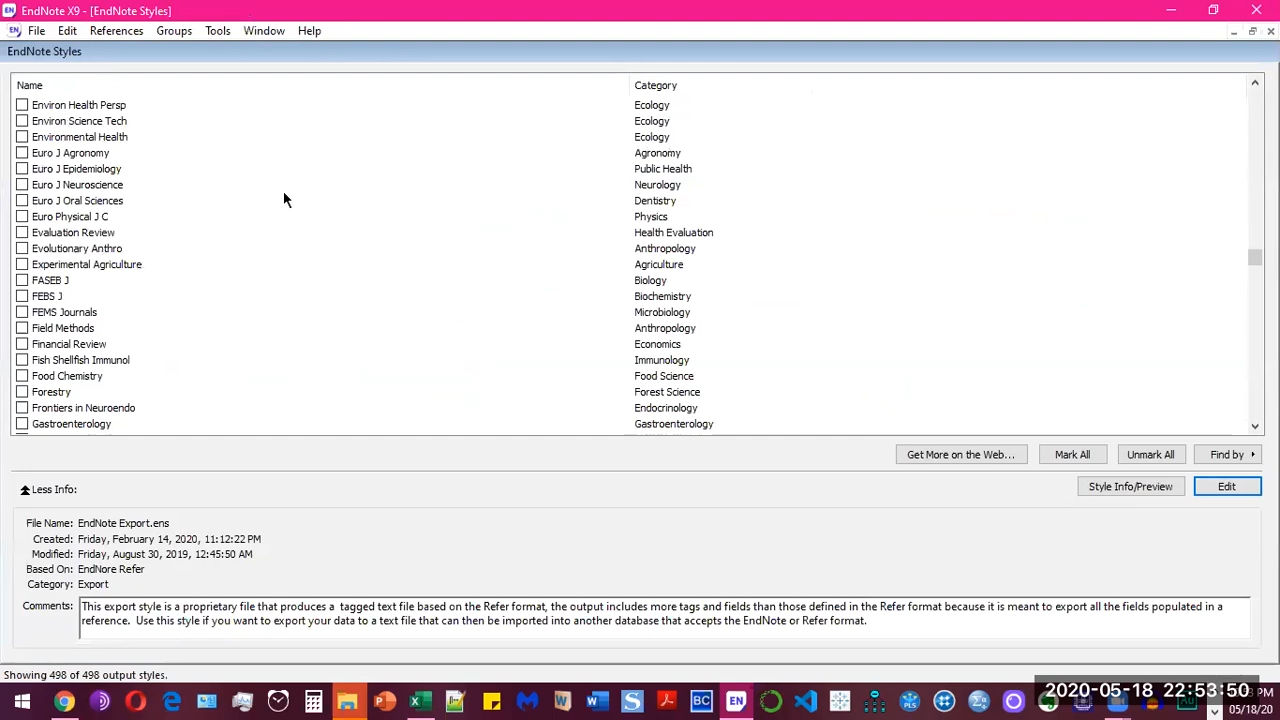 EN EndNote X9 - [EndNote Styles]
EN File Edit References Groups Tools Window Help
EndNote Styles
Name Category
Environ Health Persp Ecology
Environ Science Tech Ecology
Environmental Health Ecology
Euro J Agronomy Agronomy
Euro J Epidemiology Public Health
Euro J Neuroscience Neurology
Euro J Oral Sciences Dentistry
Euro Physical J C Physics
Evaluation Review Health Evaluation
Evolutionary Anthro Anthropology
Experimental Agriculture Agriculture
FASEB J Biology
FEBS J Biochemistry
FEMS Journals Microbiology
Field Methods Anthropology
Financial Review Economics
Fish Shellfish Immunol Immunology
Food Chemistry Food Science
Forestry Forest Science
Frontiers in Neuroendo Endocrinology
Gastroenterology Gastroenterology
Get More on the Web... Mark All Unmark All Find by
Less Info: Style Info/Preview Edit
File Name: EndNote Export.ens
Created: Friday, February 14, 2020, 11:12:22 PM
Modified: Friday, August 30, 2019, 12:45:50 AM
Based On: EndNore Refer
Category: Export
Comments: This export style is a proprietary file that produces a tagged text file based on the Refer format, the output includes more tags and fields than those defined in the Refer format because it is meant to export all the fields populated in a
reference. Use this style if you want to export your data to a text file that can then be imported into another database that accepts the EndNote or Refer format.
Showing 498 of 498 output styles.
2020-05-18 22:53:50
BC EN PLS
05/18/20